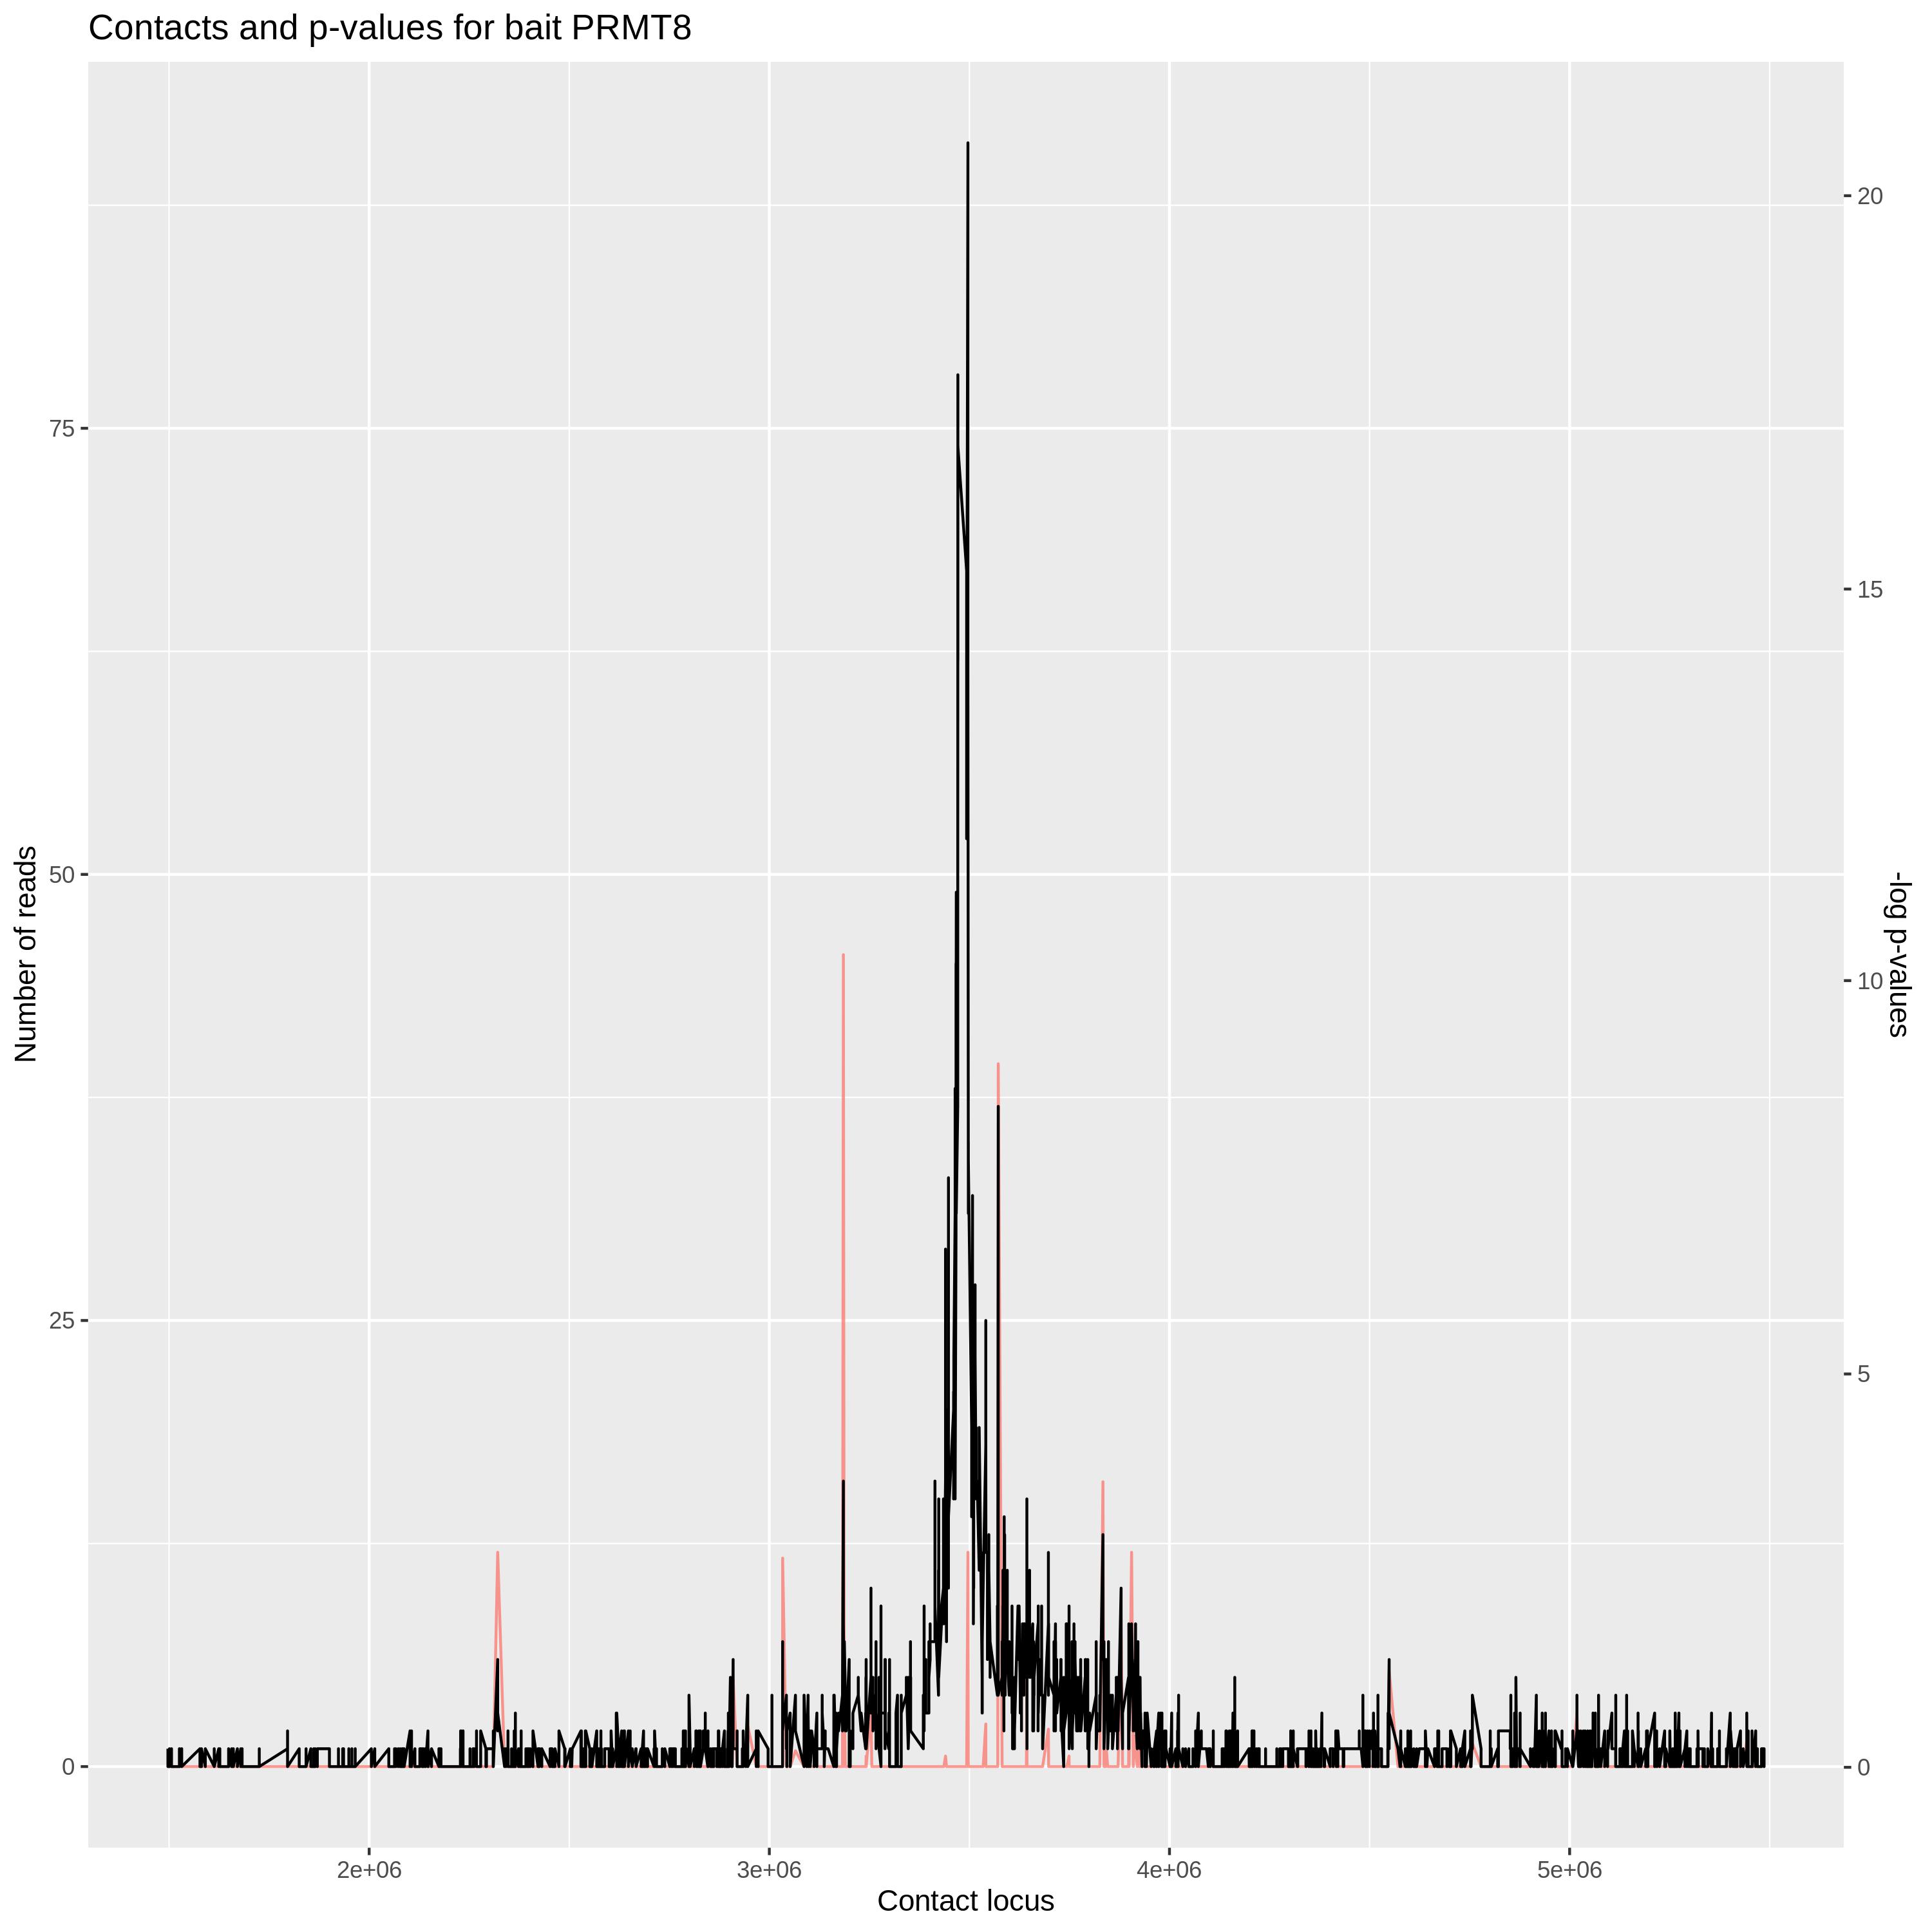 Contacts and p-values for bait PRMT8
Number of reads
75
50
25
0
20
15
10
5
0
-log p-values
2e+06 3e+06 4e+06 5e+06
Contact locus